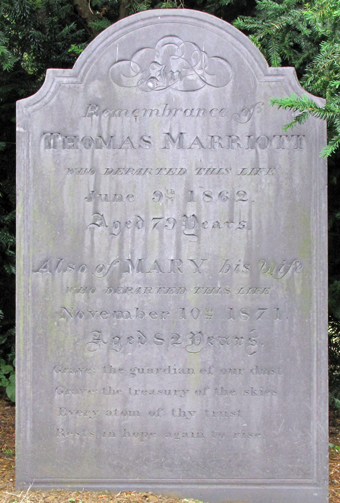 In
Remembrance of
THOMAS MARRIOTT
WHO DEPARTED THIS LIFE
June 9th 1862.
Aged 79 Years.
Also of MARY his Wife
WHO DEPARTED THIS LIFE
November 10th 1871.
Aged 82 Years.
Grave the guardian of our dust
Grave the treasury of the skies
Every atom of thy trust
Rests in hope again to rise